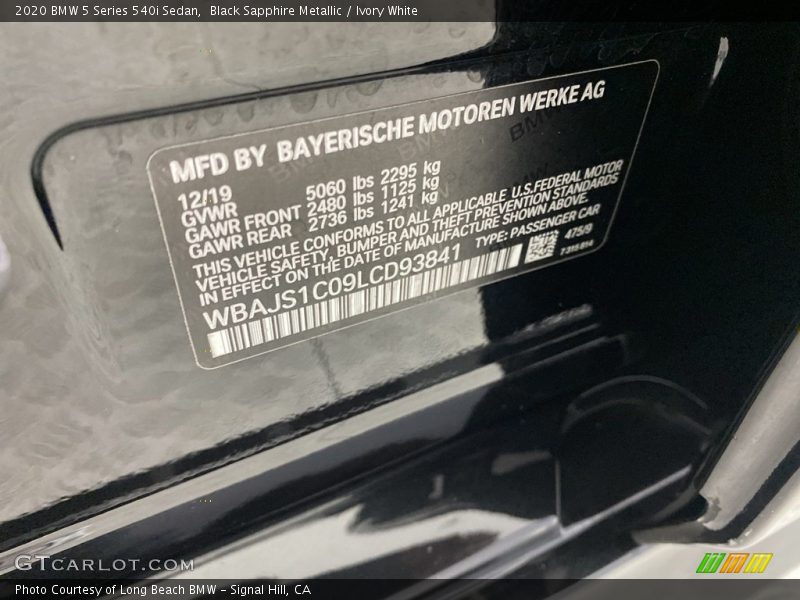 2020 BMW 5 Series 540i Sedan,  Black Sapphire Metallic / Ivory White
MFD BY BAYERISCHE MOTOREN WERKE AG
12/19
GVWR 5060 lbs 2295 kg
GAWR FRONT 2480 lbs 1125 kg
GAWR REAR 2736 lbs 1241 kg
THIS VEHICLE CONFORMS TO ALL APPLICABLE U.S.FEDERAL MOTOR
VEHICLE SAFETY, BUMPER AND THEFT PREVENTION STANDARDS
IN EFFECT ON THE DATE OF MANUFACTURE SHOWN ABOVE.
WBAJS1C09LCD93841 TYPE: PASSENGER CAR
475/9
7 315 814
GTCARLOT.COM
Photo Courtesy of Long Beach BMW – Signal Hill, CA